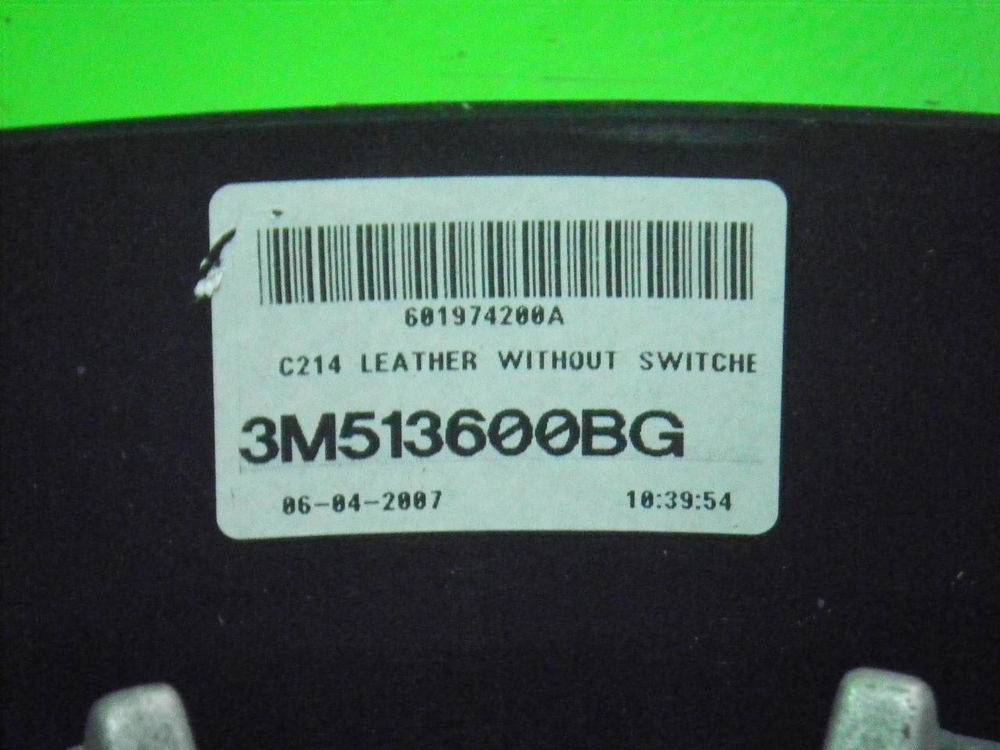 601974200A
C214 LEATHER WITHOUT SWITCHE
3M513600BG
06-04-2007 10:39:54